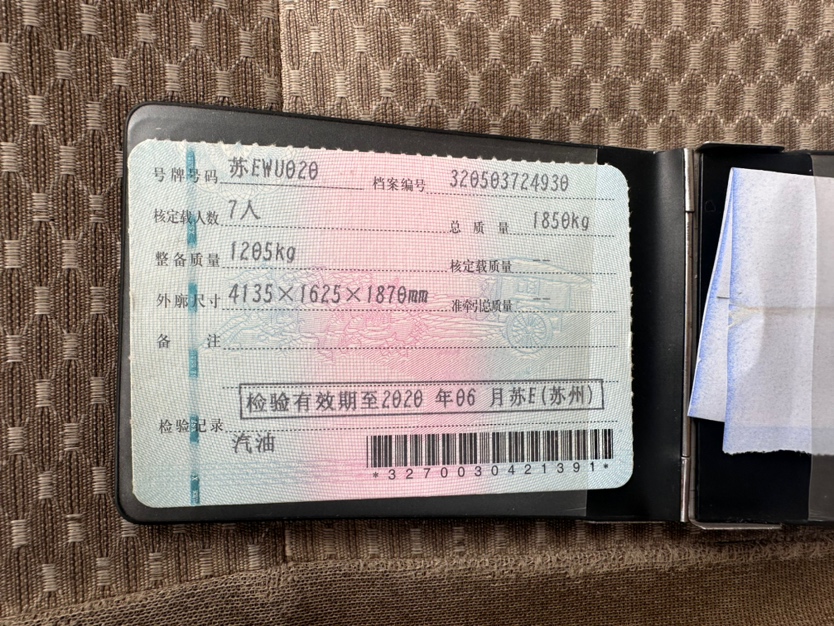 号牌号码 苏EWU020 档案编号 320503724930
核定载人数 7人 总质量 1850kg
整备质量 1205kg 核定载质量 --
外廓尺寸 4135×1625×1870mm 准牵引总质量 --
备注
检验有效期至2020 年06 月苏E(苏州)
检验记录
汽油
*3270030421391*